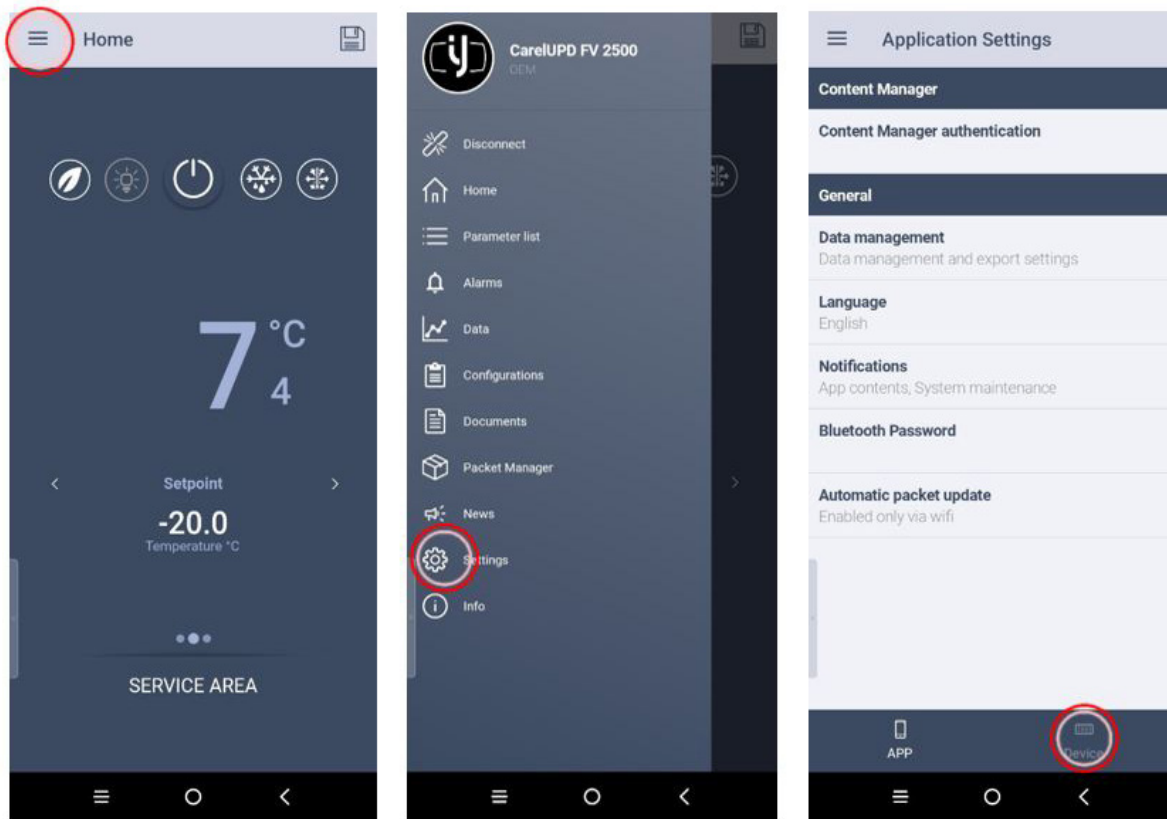 Home
7 °C
4
Setpoint
-20.0
Temperature °C
SERVICE AREA
CarelUPD FV 2500
OEM
Disconnect
Home
Parameter list
Alarms
Data
Configurations
Documents
Packet Manager
News
Settings
Info
Application Settings
Content Manager
Content Manager authentication
General
Data management
Data management and export settings
Language
English
Notifications
App contents, System maintenance
Bluetooth Password
Automatic packet update
Enabled only via wifi
APP
Device